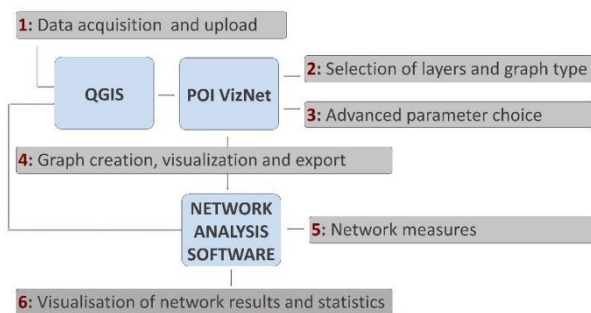 1: Data acquisition and upload
QGIS
POI VizNet
2: Selection of layers and graph type
3: Advanced parameter choice
4: Graph creation, visualization and export
NETWORK
ANALYSIS
SOFTWARE
5: Network measures
6: Visualisation of network results and statistics